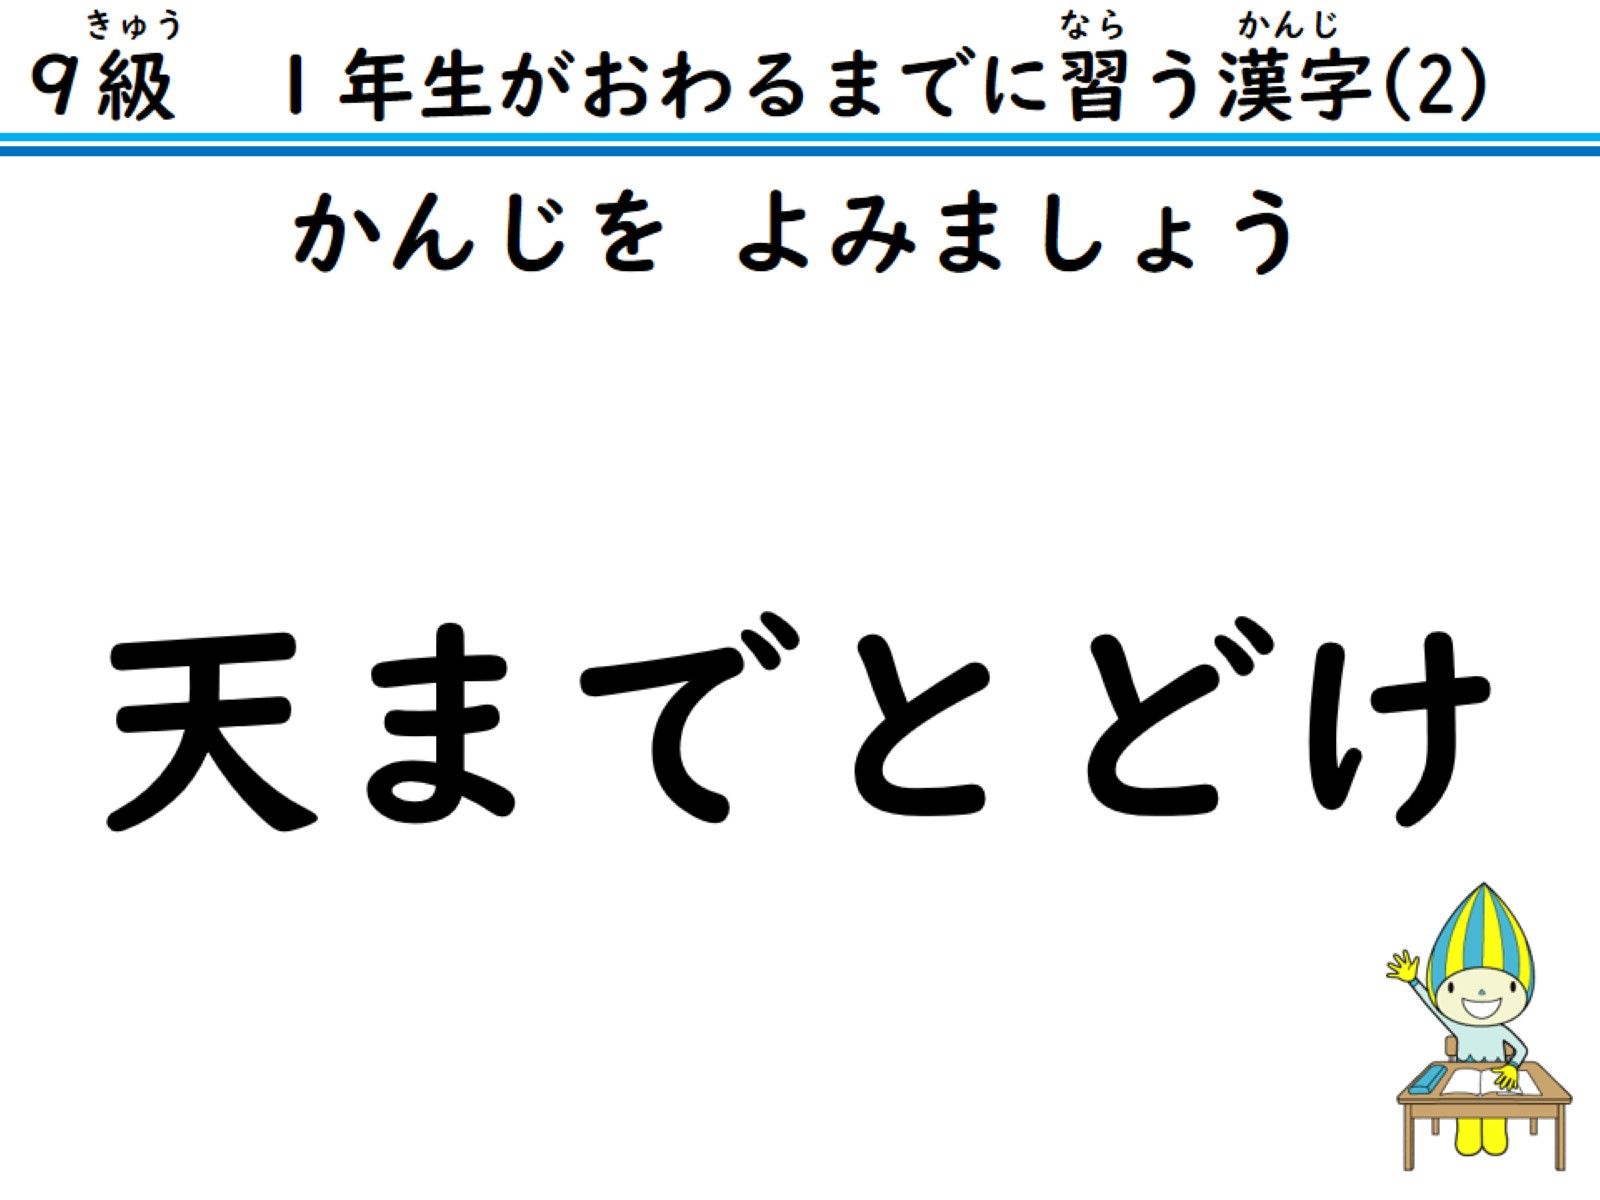 きゅう なら かんじ
9級 1年生がおわるまでに習う漢字(2)
かんじを よみましょう
天までとどけ